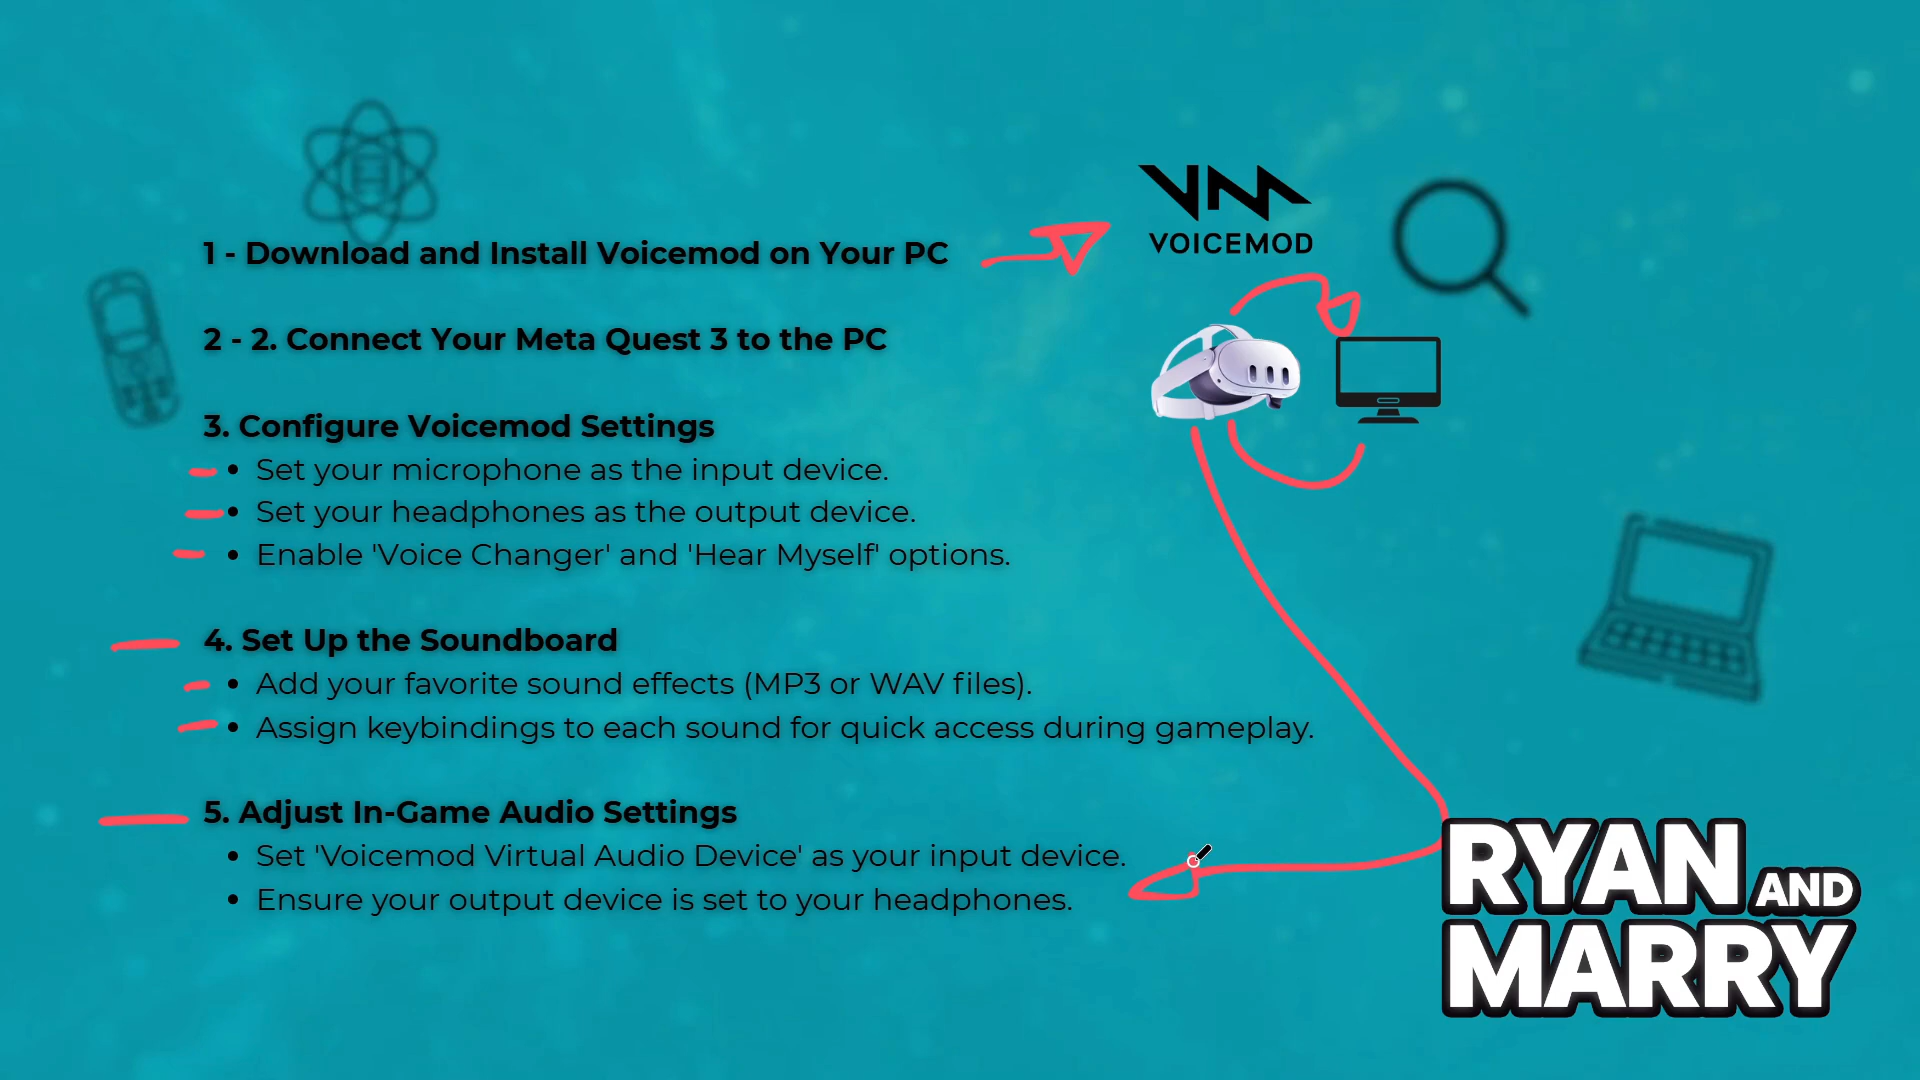 VOICEMOD
1 - Download and Install Voicemod on Your PC
2 - 2. Connect Your Meta Quest 3 to the PC
3. Configure Voicemod Settings
• Set your microphone as the input device.
• Set your headphones as the output device.
• Enable 'Voice Changer' and 'Hear Myself' options.
4. Set Up the Soundboard
• Add your favorite sound effects (MP3 or WAV files).
• Assign keybindings to each sound for quick access during gameplay.
5. Adjust In-Game Audio Settings
• Set 'Voicemod Virtual Audio Device' as your input device.
• Ensure your output device is set to your headphones.
RYAN AND
MARRY